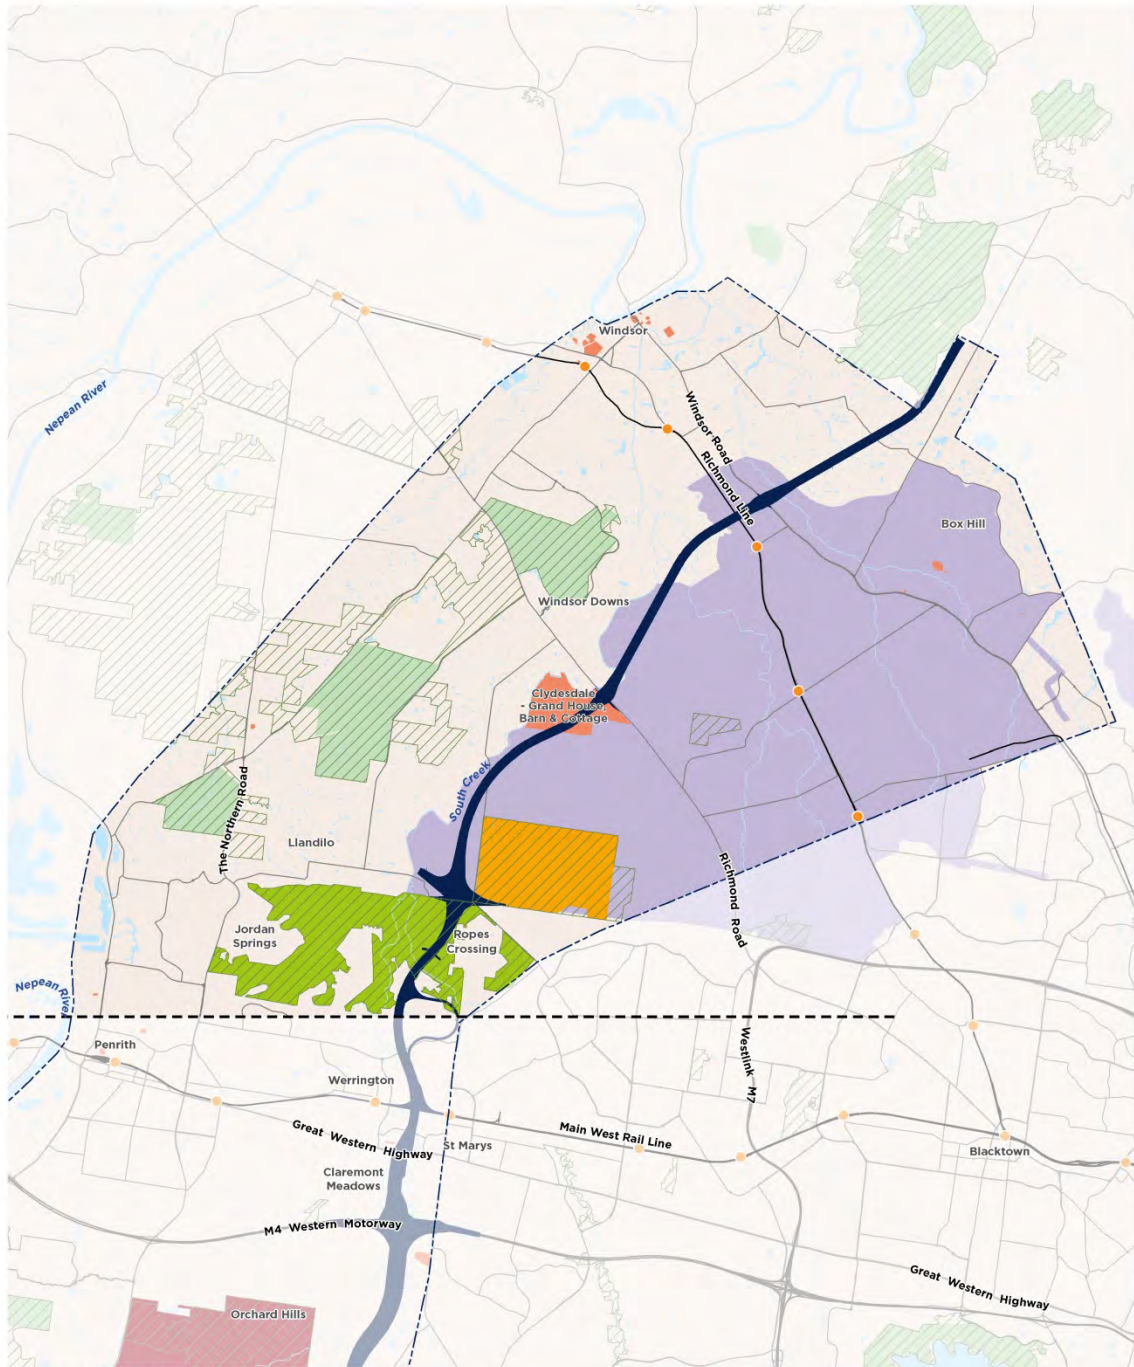 Windsor
Nepean River
Windsor Road
Richmond Line
Box Hill
Windsor Downs
Clydesdale
- Grand House,
Barn & Cottage
South Creek
The Northern Road
Llandilo
Richmond Road
Jordan
Springs
Ropes
Crossing
Nepean River
Penrith
Werrington
Westlink M7
Great Western Highway
St Marys
Main West Rail Line
Blacktown
Claremont
Meadows
M4 Western Motorway
Great Western Highway
Orchard Hills